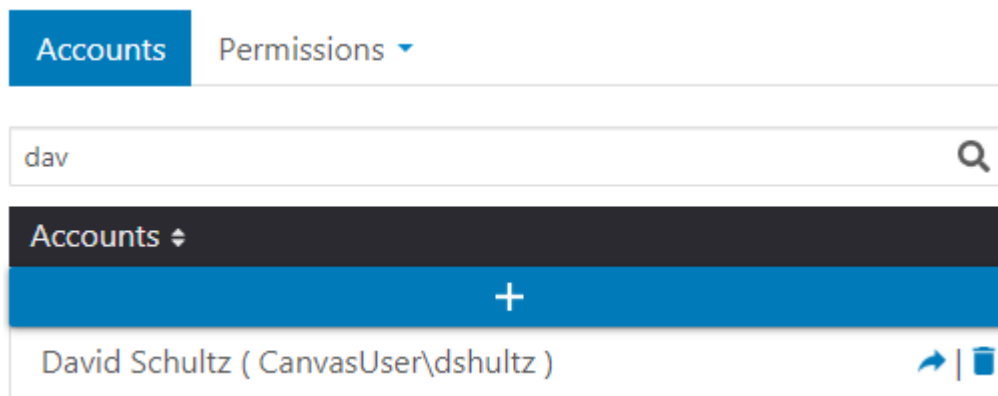 Accounts Permissions
dav
Accounts
+
David Schultz ( CanvasUser\dshultz ) |